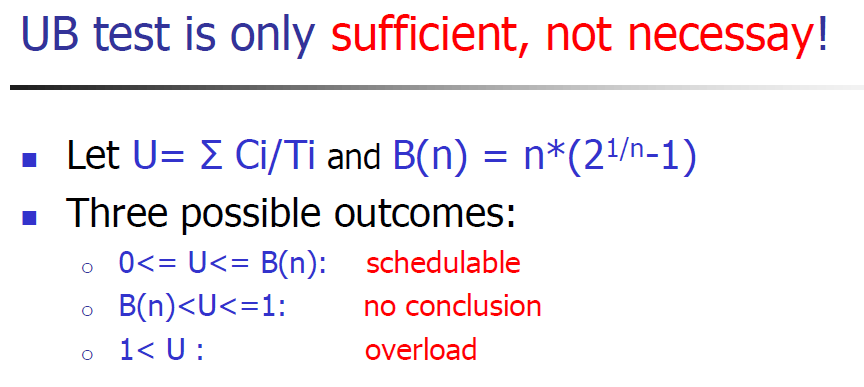 UB test is only sufficient, not necessay!
Let U= Σ Ci/Ti and B(n) = n*(2^1/n-1)
Three possible outcomes:
0<= U<= B(n): schedulable
B(n)<U<=1: no conclusion
1< U : overload